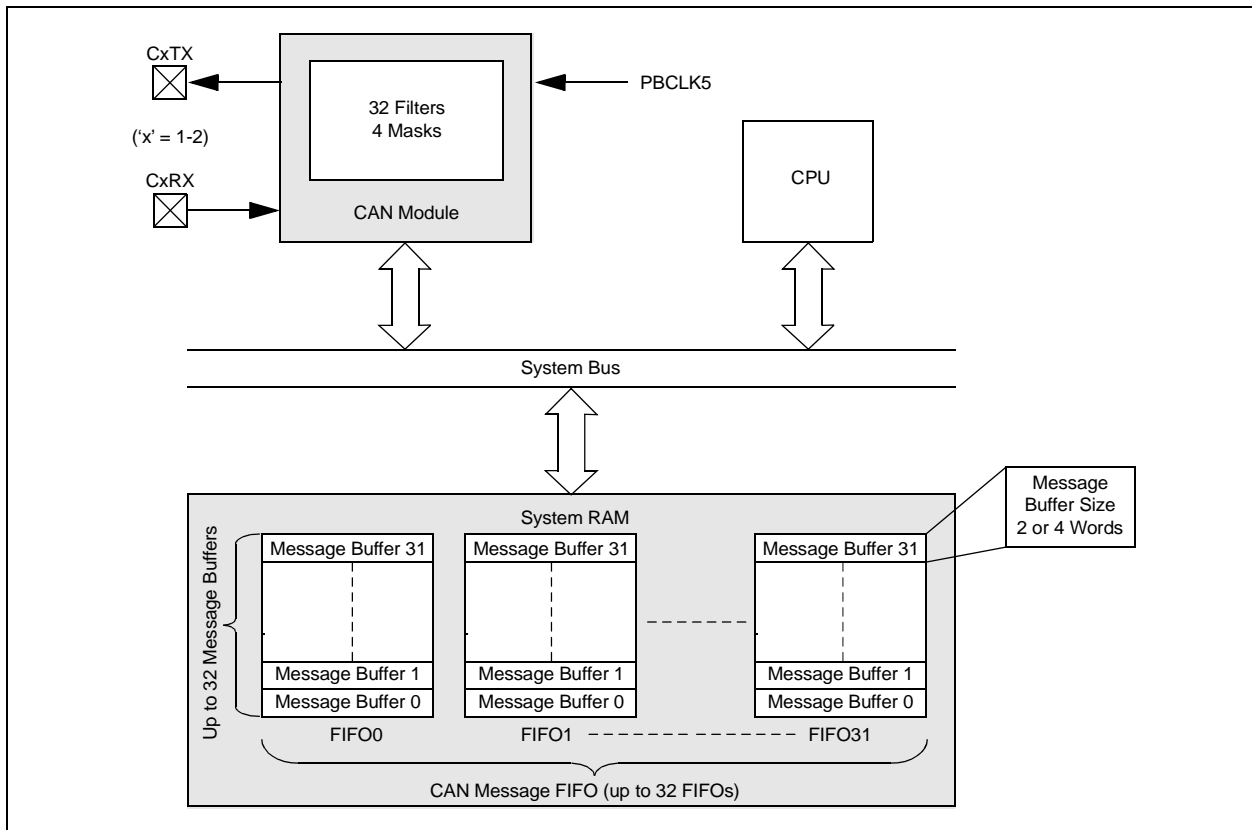 CxTX
PBCLK5
32 Filters
4 Masks
(‘x’ = 1-2)
CxRX
CAN Module
CPU
System Bus
System RAM
Message
Buffer Size
2 or 4 Words
Up to 32 Message Buffers
Message Buffer 31
Message Buffer 31
Message Buffer 31
Message Buffer 1
Message Buffer 1
Message Buffer 1
Message Buffer 0
Message Buffer 0
Message Buffer 0
FIFO0
FIFO1
FIFO31
CAN Message FIFO (up to 32 FIFOs)